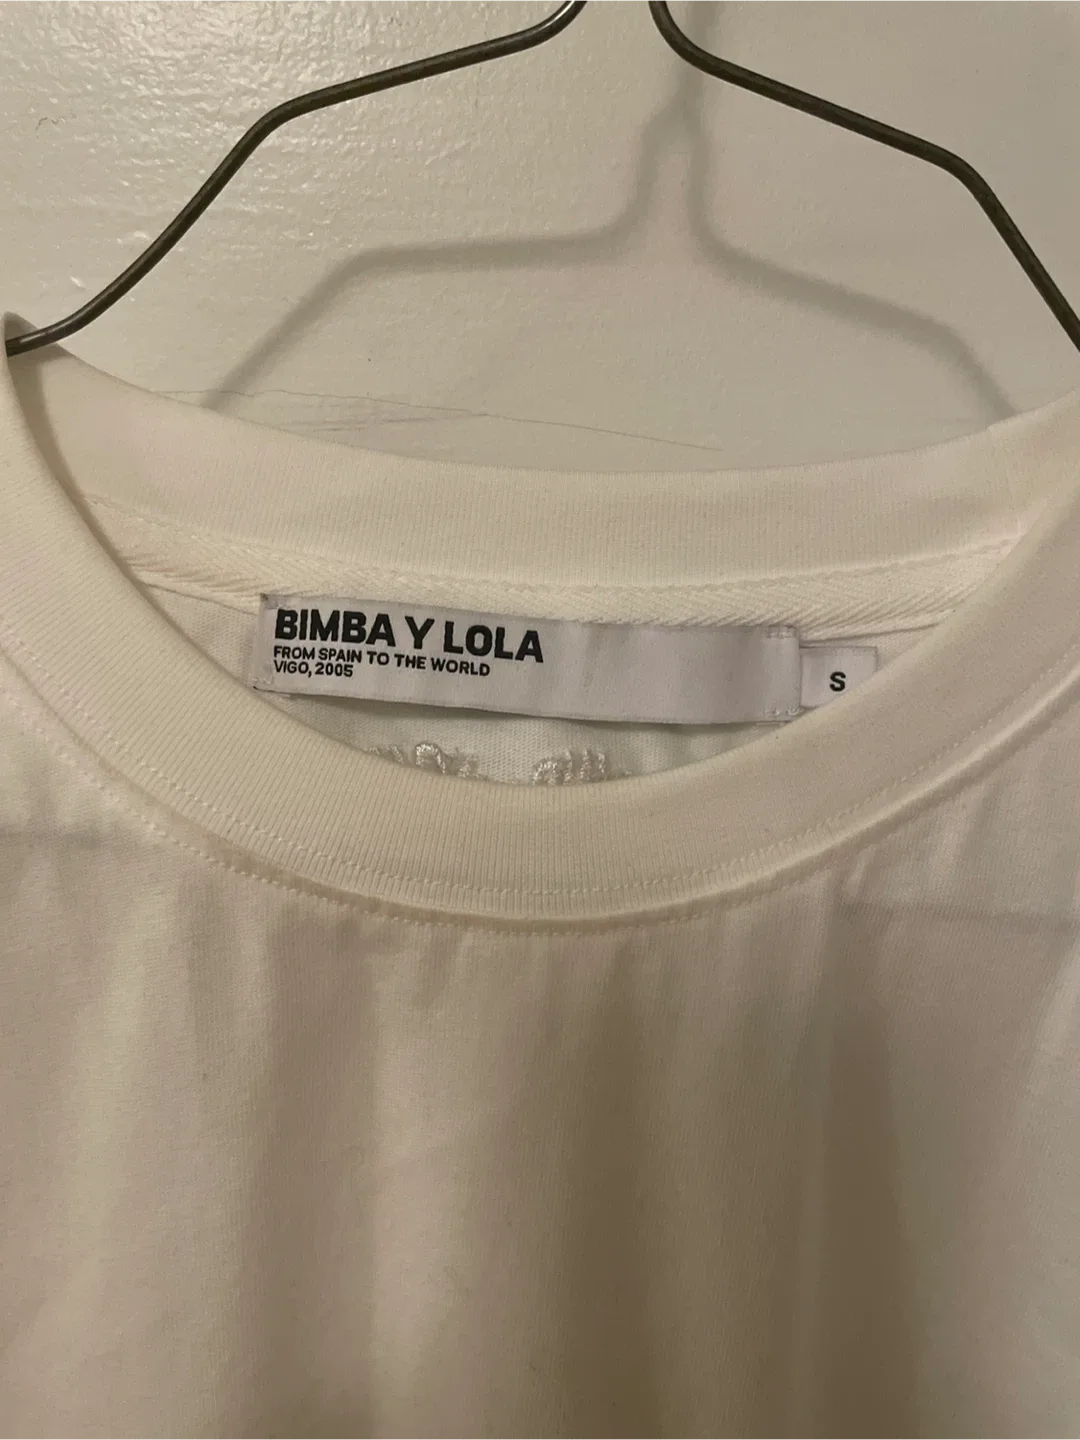 BIMBA Y LOLA
FROM SPAIN TO THE WORLD
VIGO, 2005
S